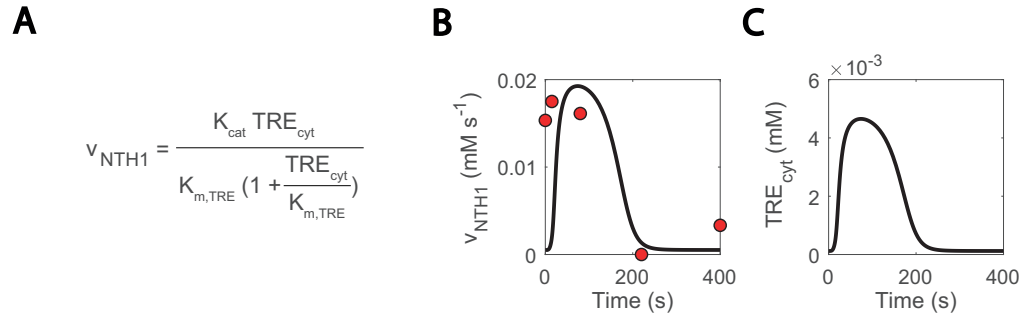 A
B
C
v_NTH1 = K_cat TRE_cyt / K_m,TRE (1 + TRE_cyt / K_m,TRE)
v_NTH1 (mM s^-1)
0.02
0.01
0
0 200 400
Time (s)
× 10^-3
TRE_cyt (mM)
6
4
2
0
0 200 400
Time (s)